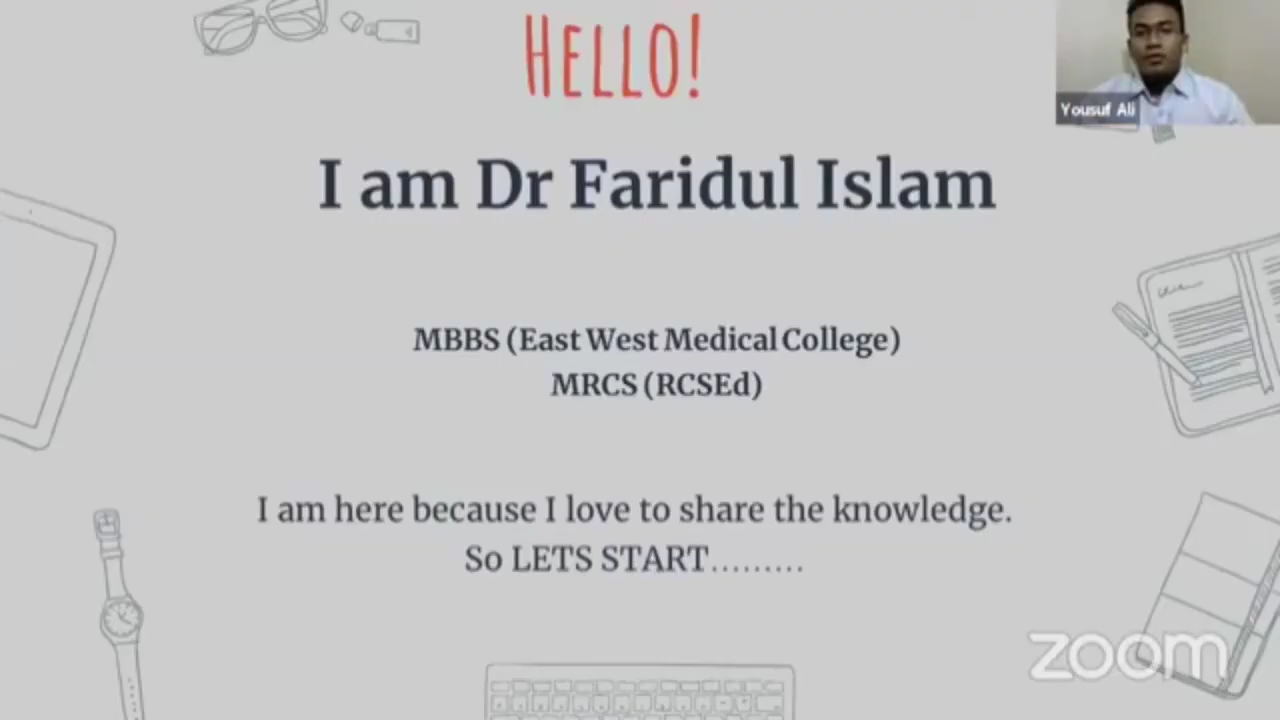 HELLO!
Yousuf Ali
I am Dr Faridul Islam
MBBS (East West Medical College)
MRCS (RCSEd)
I am here because I love to share the knowledge.
So LETS START.........
zoom